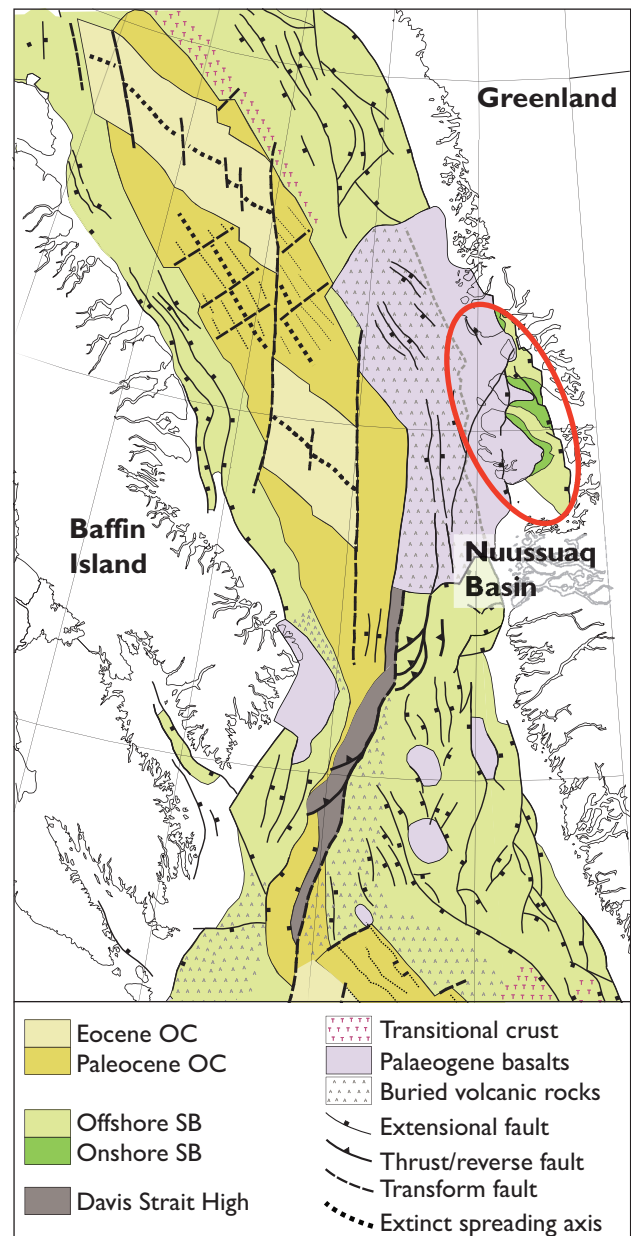 Greenland
Baffin
Island
Nuussuaq
Basin
Eocene OC
Paleocene OC
Offshore SB
Onshore SB
Davis Strait High
Transitional crust
Palaeogene basalts
Buried volcanic rocks
Extensional fault
Thrust/reverse fault
Transform fault
Extinct spreading axis